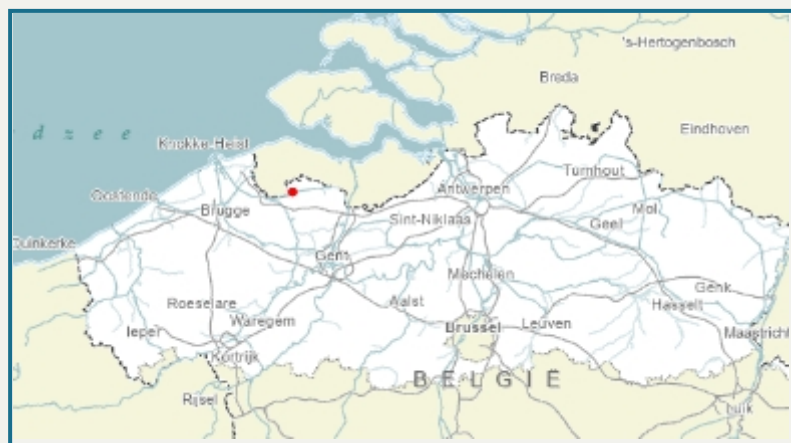 's-Hertogenbosch
Breda
dzee
Eindhoven
Knokke-Heist
Turnhout
Oostende
Antwerpen
Brugge
Sint-Niklaas
Geel
Mol
Duinkerke
Gent
Mechelen
Genk
Roeselare
Aalst
Hasselt
Ieper
Waregem
Brussel
Leuven
Maastricht
Kortrijk
BELGIË
Rijsel
Luik